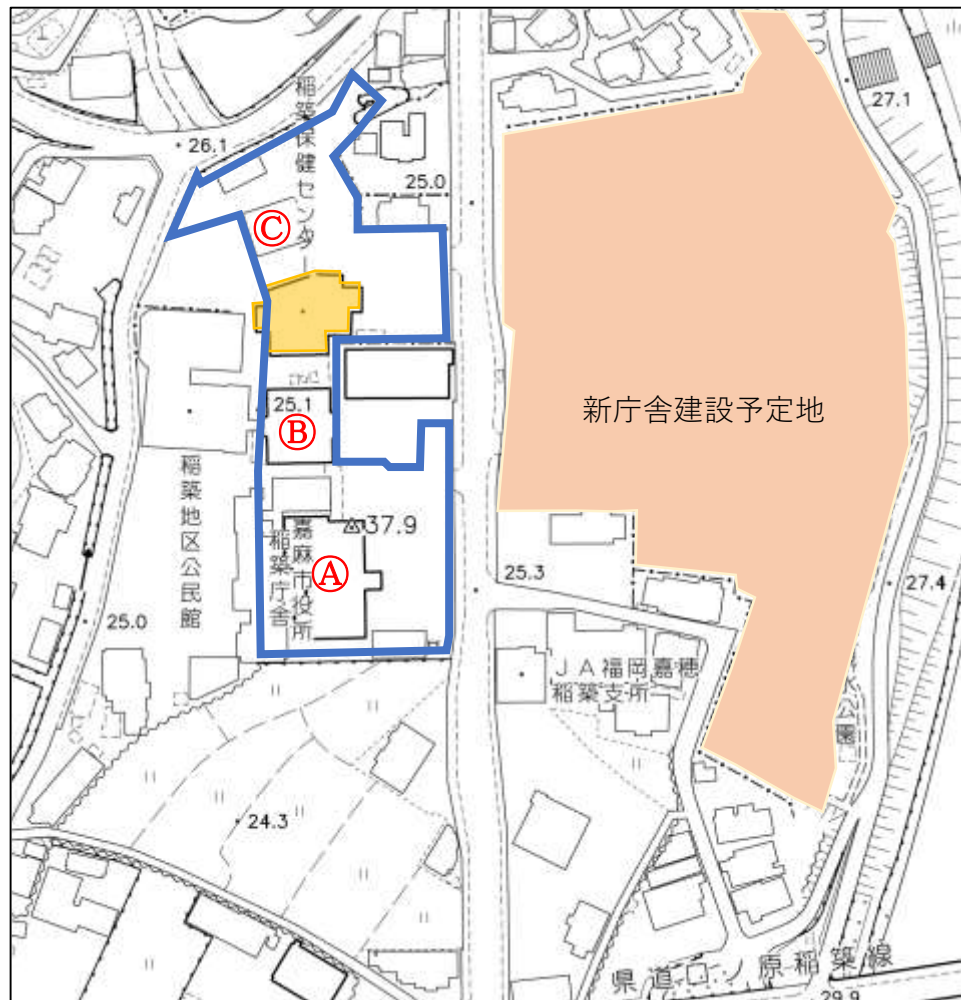 27.1
26.1
稲築保健センター
25.0
Ⓒ
新庁舎建設予定地
25.1
Ⓑ
稲築地区公民館
37.9
嘉麻市役所
稲築庁舎
Ⓐ
25.3
27.4
25.0
JA福岡嘉穂
稲築支所
公園
24.3
県道口ノ原稲築線
29.9